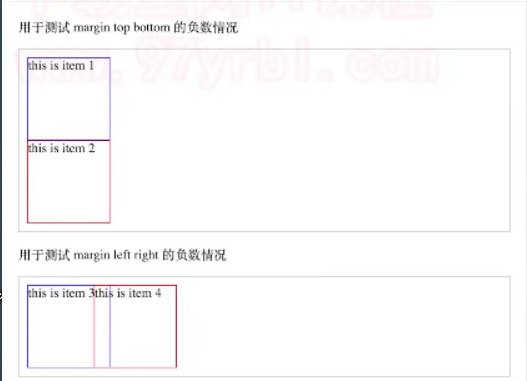 用于测试 margin top bottom 的负数情况
this is item 1
this is item 2
用于测试 margin left right 的负数情况
this is item 3this is item 4